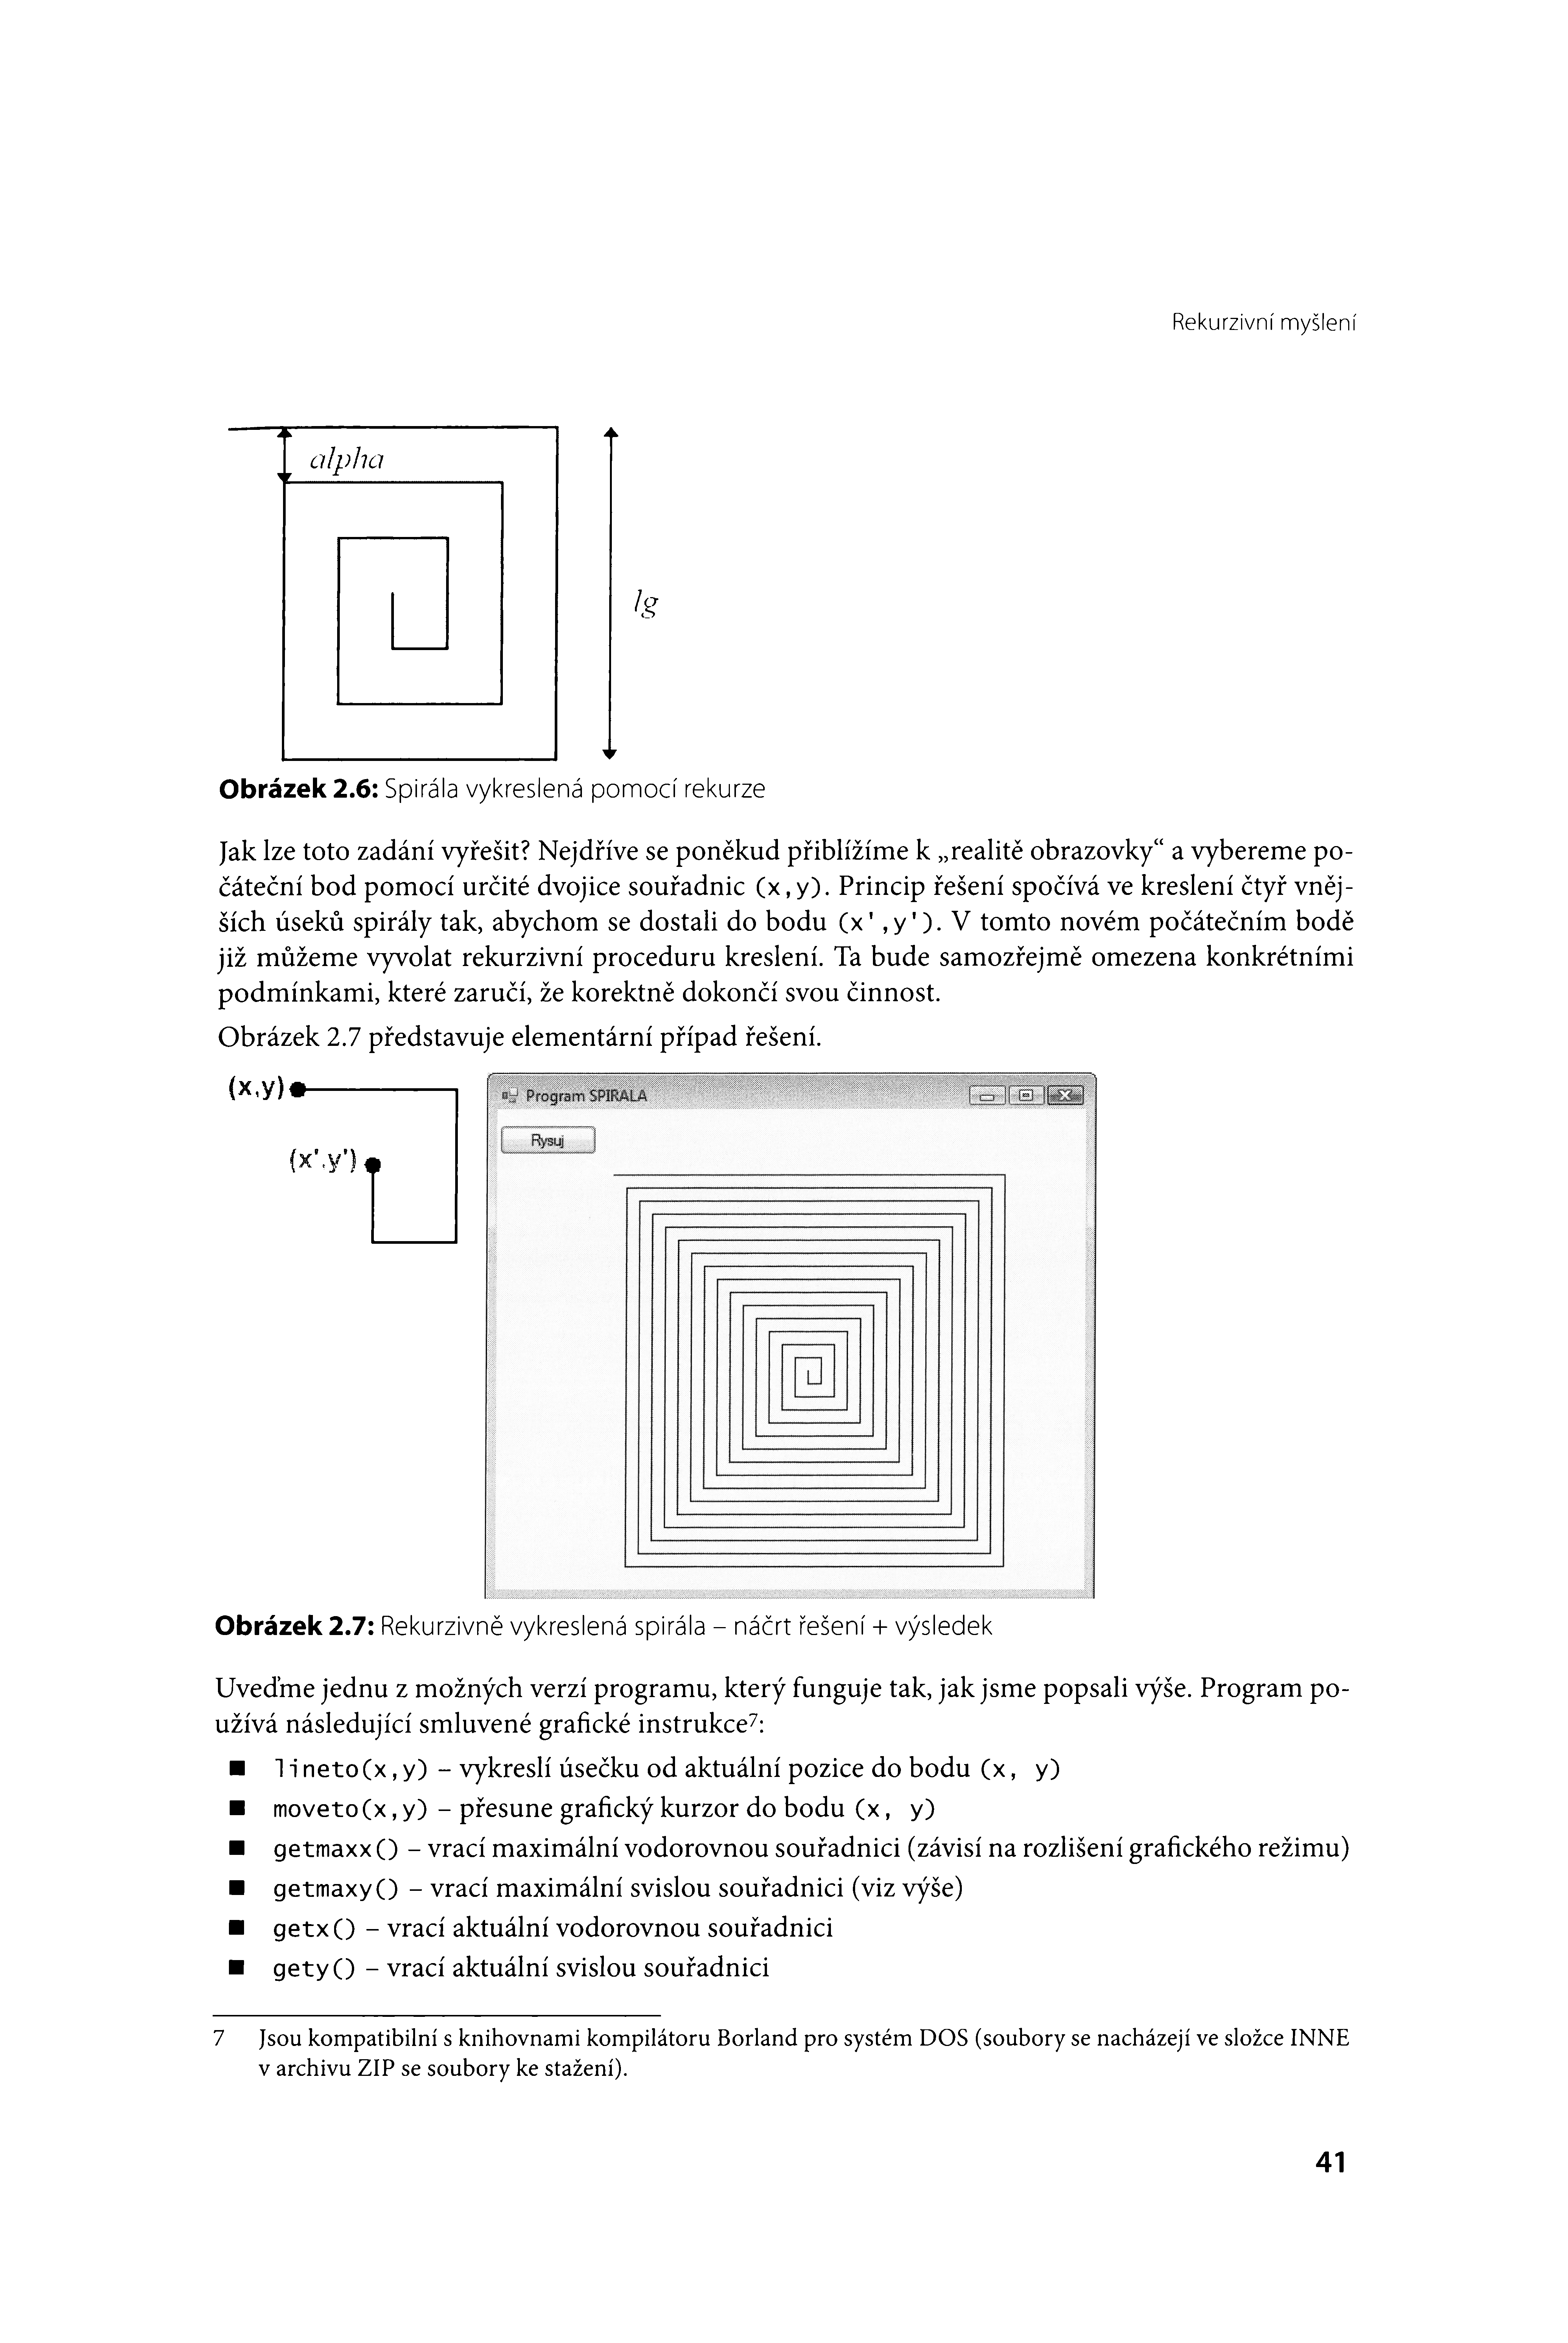 Rekurzivní myšlení
alpha
lg
Obrázek 2.6: Spirála vykreslená pomocí rekurze
Jak lze toto zadání vyřešit? Nejdříve se poněkud přiblížíme k „realitě obrazovky“ a vybereme po-
čáteční bod pomocí určité dvojice souřadnic (x,y). Princip řešení spočívá ve kreslení čtyř vněj-
ších úseků spirály tak, abychom se dostali do bodu (x',y'). V tomto novém počátečním bodě
již můžeme vyvolat rekurzivní proceduru kreslení. Ta bude samozřejmě omezena konkrétními
podmínkami, které zaručí, že korektně dokončí svou činnost.
Obrázek 2.7 představuje elementární případ řešení.
(x,y)
(x'.y')
Program SPIRALA
Rysuj
Obrázek 2.7: Rekurzivně vykreslená spirála – náčrt řešení + výsledek
Uveďme jednu z možných verzí programu, který funguje tak, jak jsme popsali výše. Program po-
užívá následující smluvené grafické instrukce7:
■ lineto(x,y) – vykreslí úsečku od aktuální pozice do bodu (x, y)
■ moveto(x,y) – přesune grafický kurzor do bodu (x, y)
■ getmaxx() – vrací maximální vodorovnou souřadnici (závisí na rozlišení grafického režimu)
■ getmaxy() – vrací maximální svislou souřadnici (viz výše)
■ getx() – vrací aktuální vodorovnou souřadnici
■ gety() – vrací aktuální svislou souřadnici
7 Jsou kompatibilní s knihovnami kompilátoru Borland pro systém DOS (soubory se nacházejí ve složce INNE
v archivu ZIP se soubory ke stažení).
41